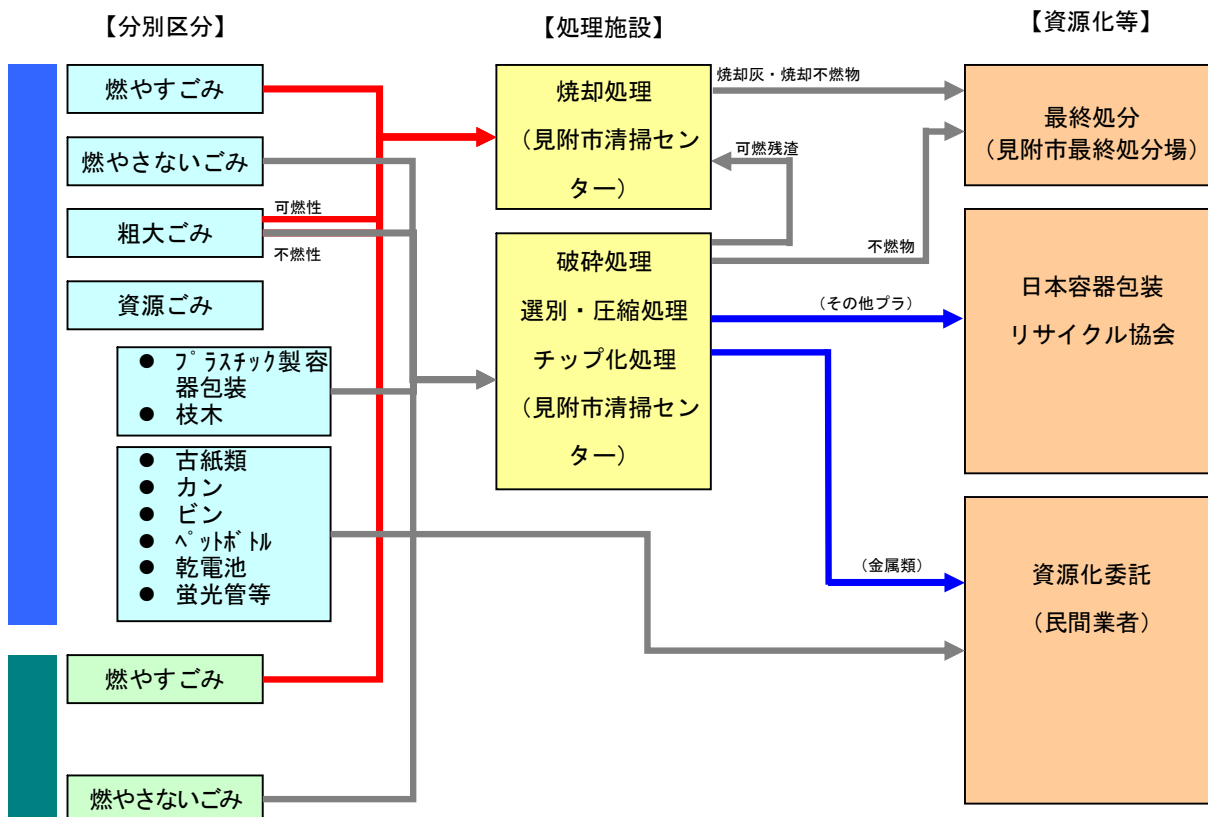 【分別区分】
【処理施設】
【資源化等】
燃やすごみ
燃やさないごみ
粗大ごみ
可燃性
不燃性
資源ごみ
● プラスチック製容
器包装
● 枝木
● 古紙類
● カン
● ビン
● ペットボトル
● 乾電池
● 蛍光管等
燃やすごみ
燃やさないごみ
焼却処理
（見附市清掃セン
ター）
破砕処理
選別・圧縮処理
チップ化処理
（見附市清掃セン
ター）
焼却灰・焼却不燃物
可燃残渣
不燃物
（その他プラ）
（金属類）
最終処分
（見附市最終処分場）
日本容器包装
リサイクル協会
資源化委託
（民間業者）